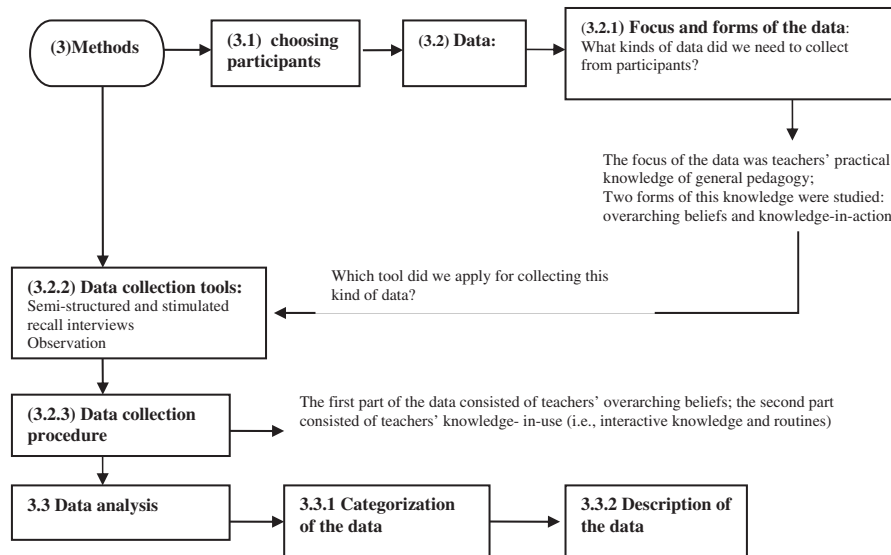 (3)Methods
(3.1) choosing
participants
(3.2) Data:
(3.2.1) Focus and forms of the data:
What kinds of data did we need to collect
from participants?
The focus of the data was teachers’ practical
knowledge of general pedagogy;
Two forms of this knowledge were studied:
overarching beliefs and knowledge-in-action
Which tool did we apply for collecting this
kind of data?
(3.2.2) Data collection tools:
Semi-structured and stimulated
recall interviews
Observation
(3.2.3) Data collection
procedure
The first part of the data consisted of teachers’ overarching beliefs; the second part
consisted of teachers’ knowledge- in-use (i.e., interactive knowledge and routines)
3.3 Data analysis
3.3.1 Categorization
of the data
3.3.2 Description of
the data